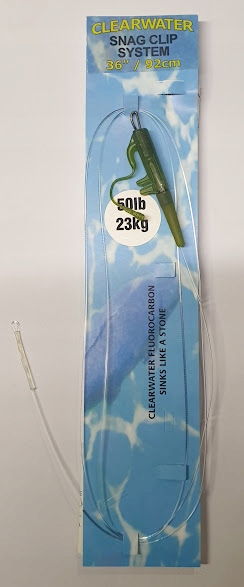 CLEARWATER
SNAG CLIP
SYSTEM
36"/92cm
50lb
23kg
CLEARWATER FLUOROCARBON
SINKS LIKE A STONE